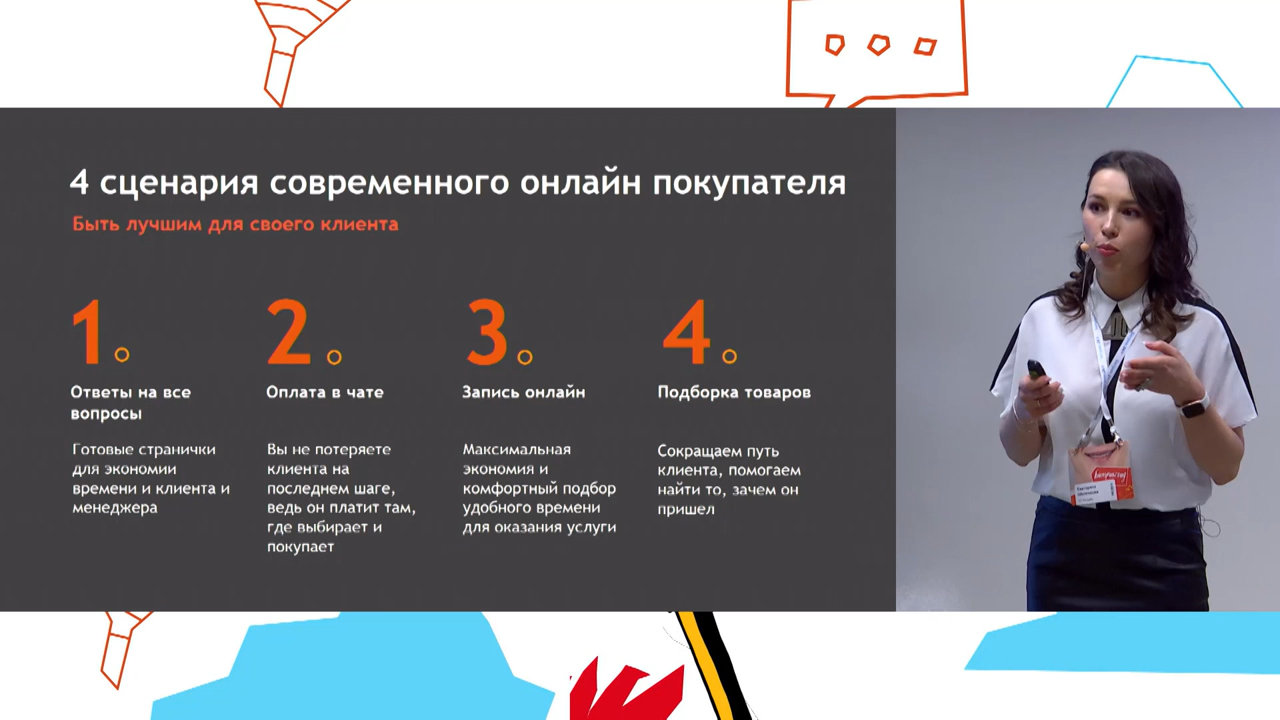 4 сценария современного онлайн покупателя
Быть лучшим для своего клиента
1
Ответы на все
вопросы
Готовые странички
для экономии
времени и клиента и
менеджера
2
Оплата в чате
Вы не потеряете
клиента на
последнем шаге,
ведь он платит там,
где выбирает и
покупает
3
Запись онлайн
Максимальная
экономия и
комфортный подбор
удобного времени
для оказания услуги
4
Подборка товаров
Сокращаем путь
клиента, помогаем
найти то, зачем он
пришел